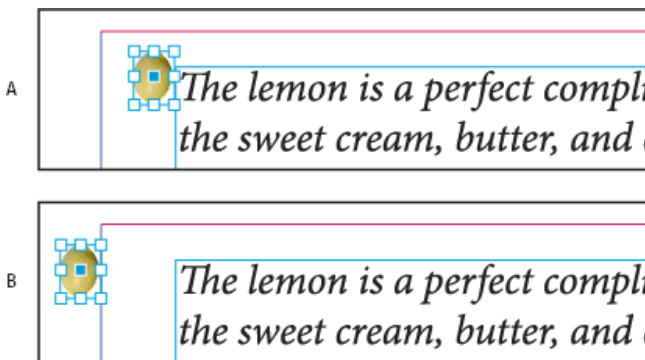 A
The lemon is a perfect compl
the sweet cream, butter, and
B
The lemon is a perfect compl
the sweet cream, butter, and